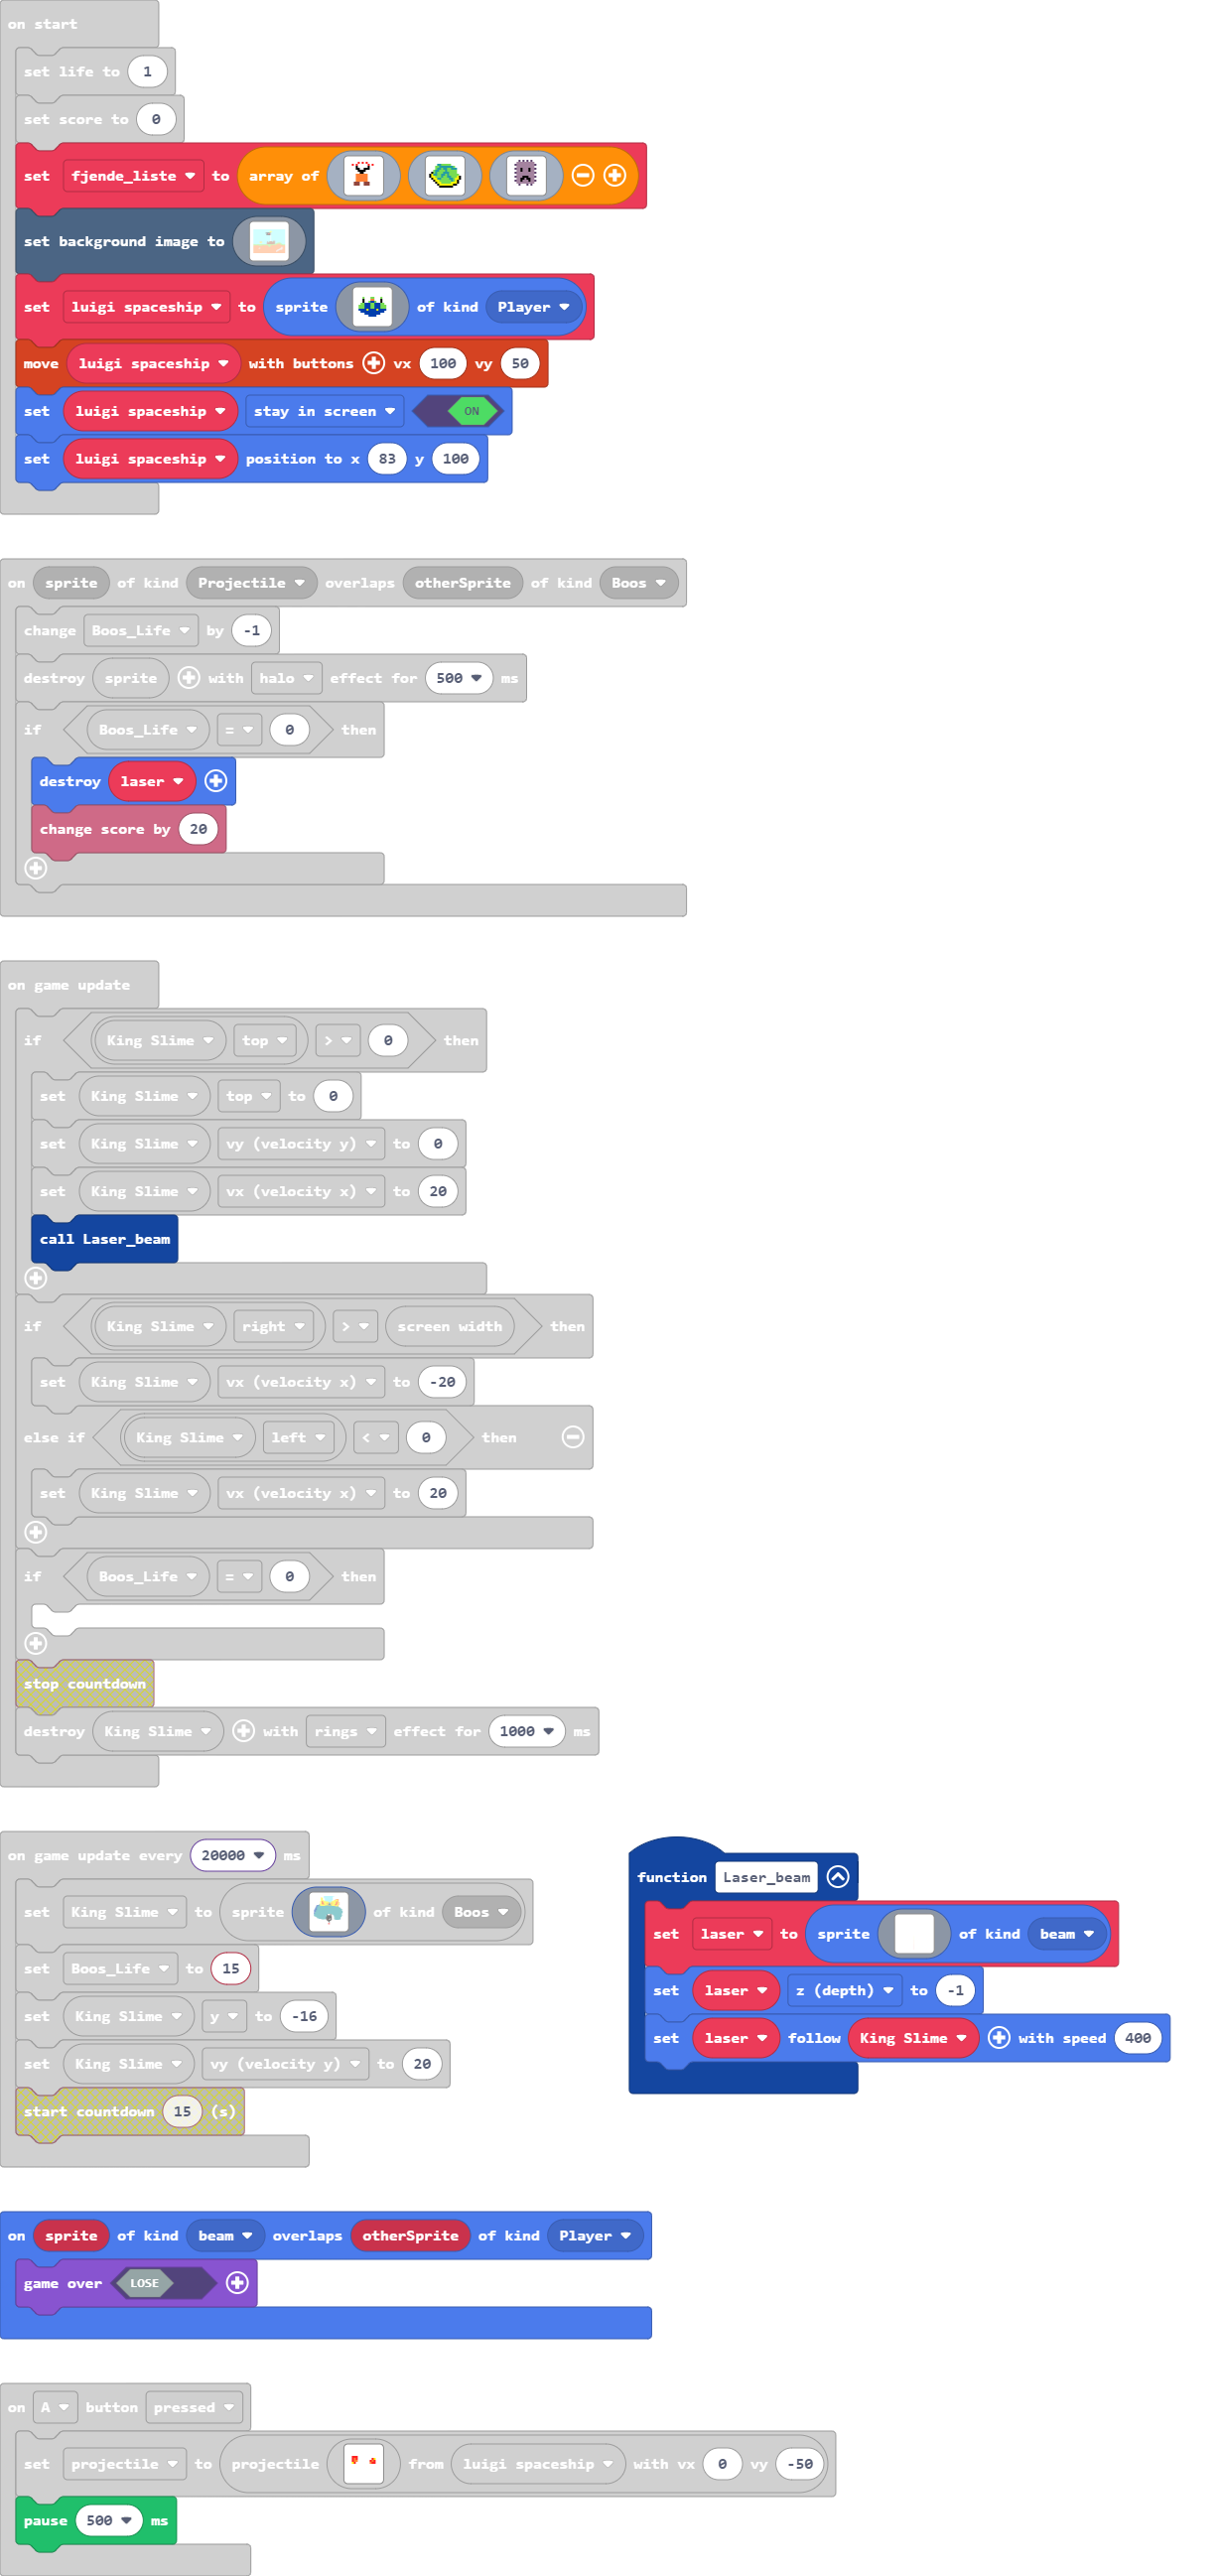 on start
set life to 1
set score to 0
set fjende_liste to array of
set background image to
set luigi spaceship to sprite of kind Player
move luigi spaceship with buttons vx 100 vy 50
set luigi spaceship stay in screen ON
set luigi spaceship position to x 83 y 100
on sprite of kind Projectile overlaps otherSprite of kind Boos
change Boos_Life by -1
destroy sprite with halo effect for 500 ms
if Boos_Life = 0 then
destroy laser
change score by 20
on game update
if King Slime top > 0 then
set King Slime top to 0
set King Slime vy (velocity y) to 0
set King Slime vx (velocity x) to 20
call Laser_beam
if King Slime right > screen width then
set King Slime vx (velocity x) to -20
else if King Slime left < 0 then
set King Slime vx (velocity x) to 20
if Boos_Life = 0 then
stop countdown
destroy King Slime with rings effect for 1000 ms
on game update every 20000 ms
set King Slime to sprite of kind Boos
set Boos_Life to 15
set King Slime y to -16
set King Slime vy (velocity y) to 20
start countdown 15 (s)
function Laser_beam
set laser to sprite of kind beam
set laser z (depth) to -1
set laser follow King Slime with speed 400
on sprite of kind beam overlaps otherSprite of kind Player
game over LOSE
on A button pressed
set projectile to projectile from luigi spaceship with vx 0 vy -50
pause 500 ms